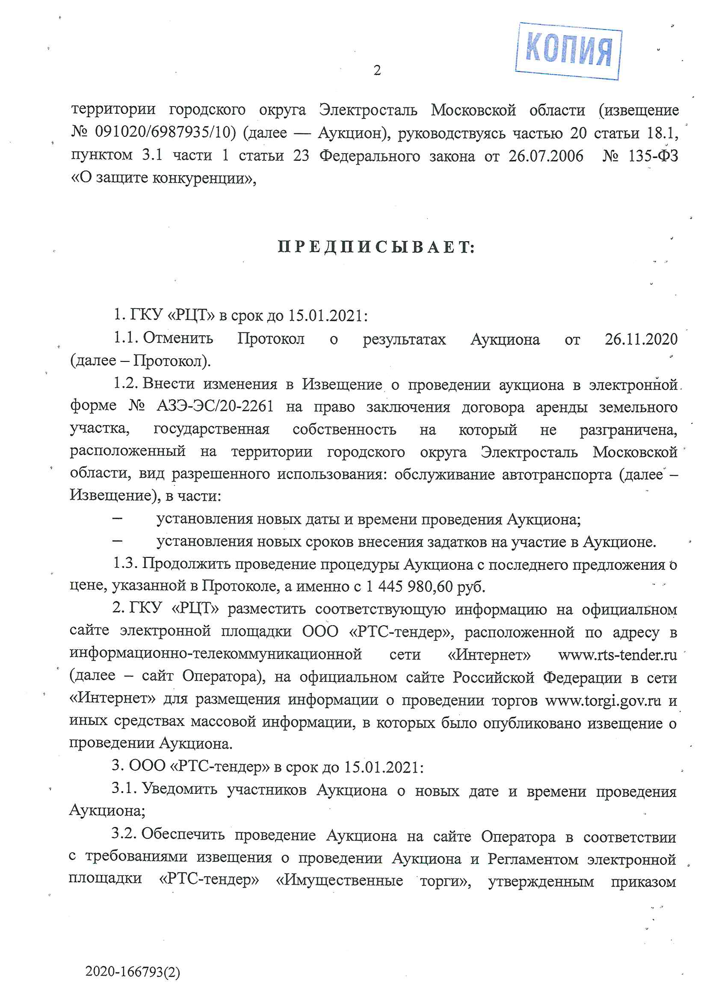 КОПИЯ
2
территории городского округа Электросталь Московской области (извещение
№ 091020/6987935/10) (далее — Аукцион), руководствуясь частью 20 статьи 18.1,
пунктом 3.1 части 1 статьи 23 Федерального закона от 26.07.2006 № 135-ФЗ
«О защите конкуренции»,
ПРЕДПИСЫВАЕТ:
1. ГКУ «РЦТ» в срок до 15.01.2021:
1.1. Отменить Протокол о результатах Аукциона от 26.11.2020
(далее – Протокол).
1.2. Внести изменения в Извещение о проведении аукциона в электронной
форме № АЗЭ-ЭС/20-2261 на право заключения договора аренды земельного
участка, государственная собственность на который не разграничена,
расположенный на территории городского округа Электросталь Московской
области, вид разрешенного использования: обслуживание автотранспорта (далее –
Извещение), в части:
– установления новых даты и времени проведения Аукциона;
– установления новых сроков внесения задатков на участие в Аукционе.
1.3. Продолжить проведение процедуры Аукциона с последнего предложения о
цене, указанной в Протоколе, а именно с 1 445 980,60 руб.
2. ГКУ «РЦТ» разместить соответствующую информацию на официальном
сайте электронной площадки ООО «РТС-тендер», расположенной по адресу в
информационно-телекоммуникационной сети «Интернет» www.rts-tender.ru
(далее – сайт Оператора), на официальном сайте Российской Федерации в сети
«Интернет» для размещения информации о проведении торгов www.torgi.gov.ru и
иных средствах массовой информации, в которых было опубликовано извещение о
проведении Аукциона.
3. ООО «РТС-тендер» в срок до 15.01.2021:
3.1. Уведомить участников Аукциона о новых дате и времени проведения
Аукциона;
3.2. Обеспечить проведение Аукциона на сайте Оператора в соответствии
с требованиями извещения о проведении Аукциона и Регламентом электронной
площадки «РТС-тендер» «Имущественные торги», утвержденным приказом
2020-166793(2)